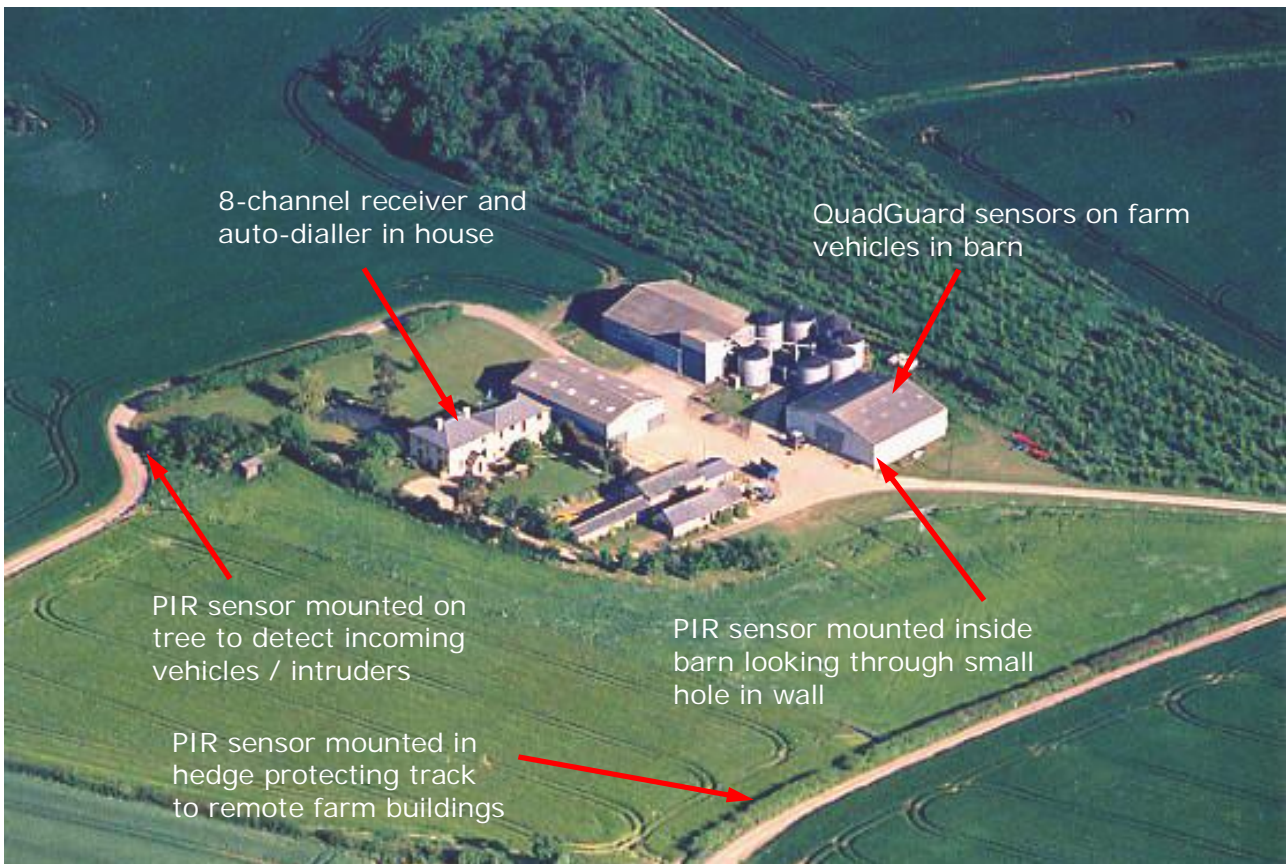 8-channel receiver and
auto-dialler in house
QuadGuard sensors on farm
vehicles in barn
PIR sensor mounted on
tree to detect incoming
vehicles / intruders
PIR sensor mounted inside
barn looking through small
hole in wall
PIR sensor mounted in
hedge protecting track
to remote farm buildings